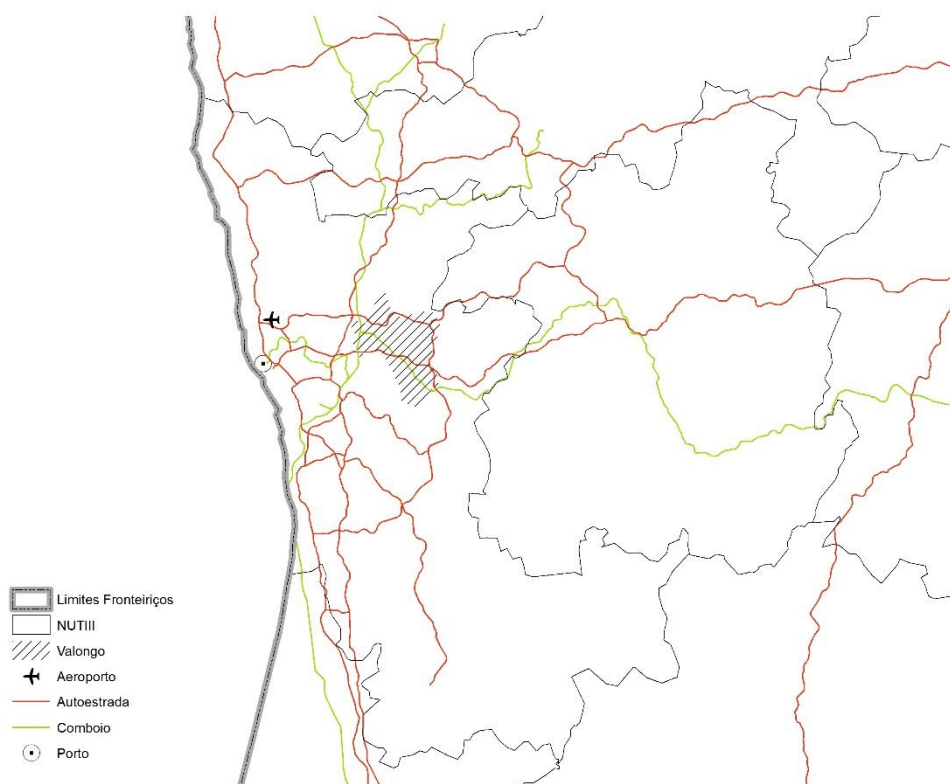 Limites Fronteiriços
NUTIII
Valongo
Aeroporto
Autoestrada
Comboio
Porto